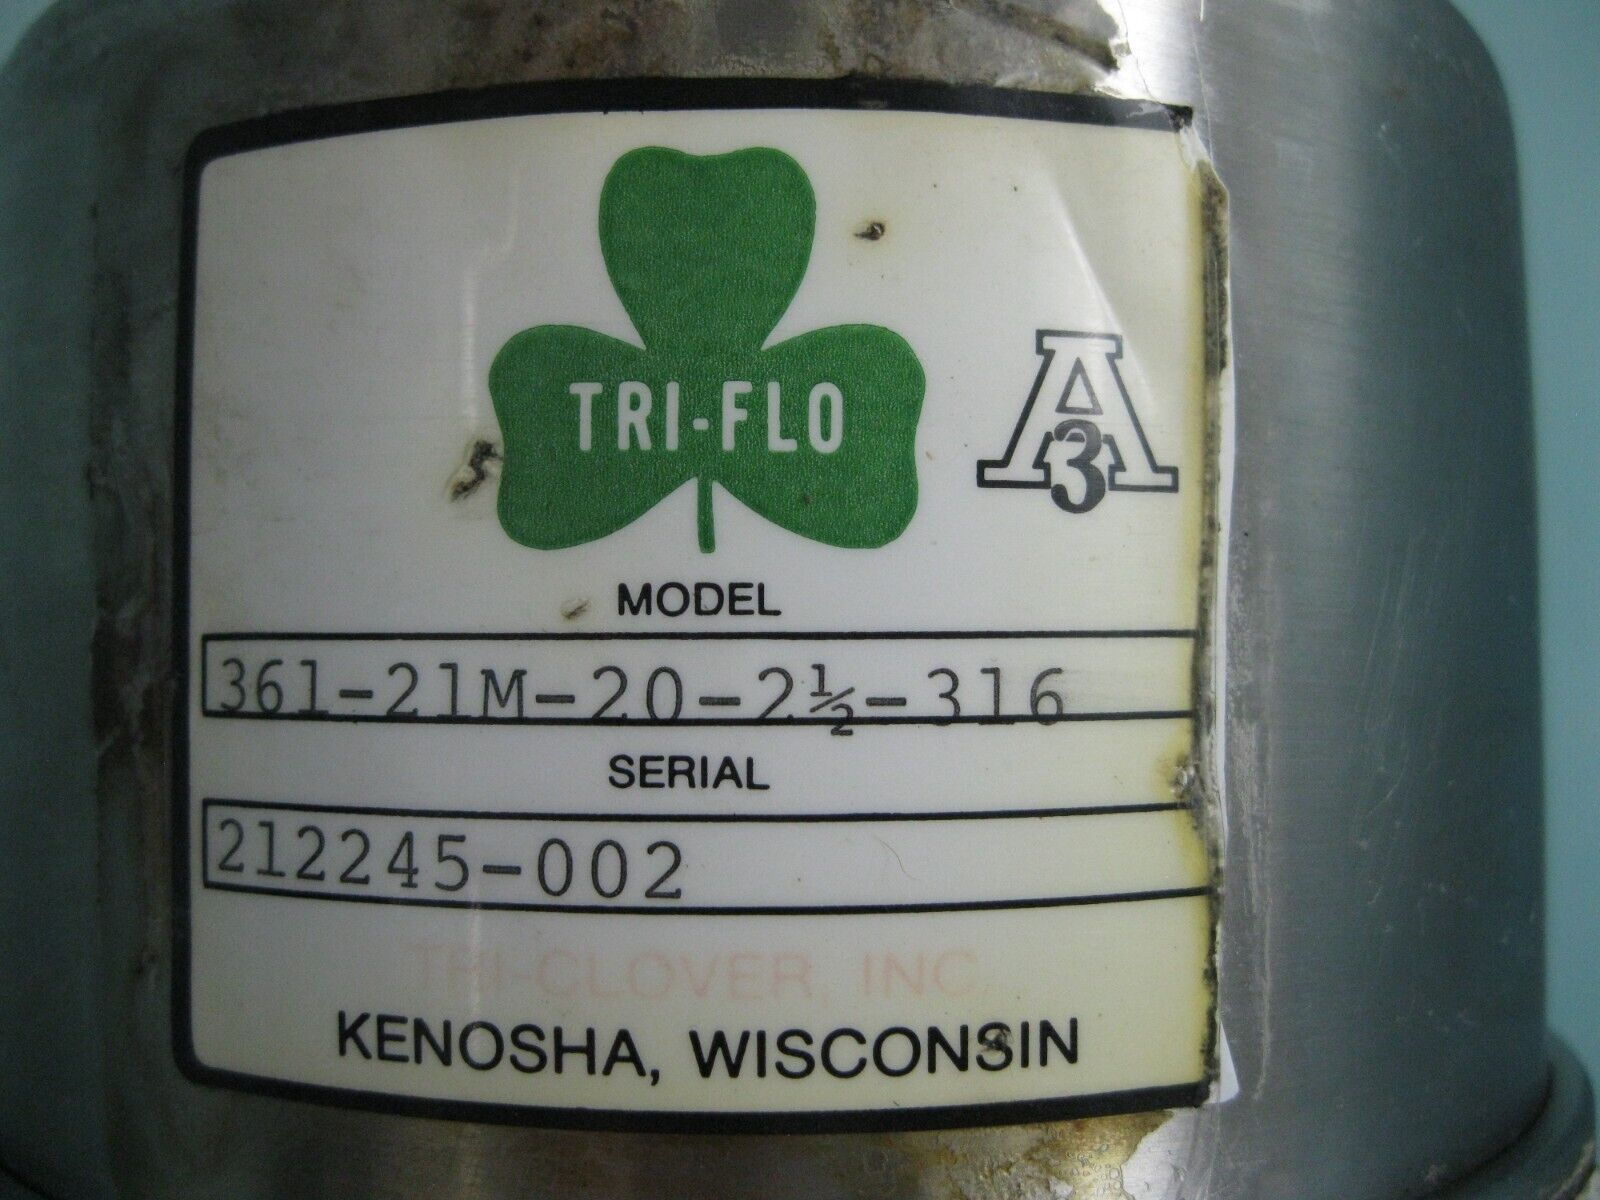 TRI-FLO
A
3
MODEL
361-21M-20-2½-316
SERIAL
212245-002
TRI-CLOVER, INC.
KENOSHA, WISCONSIN